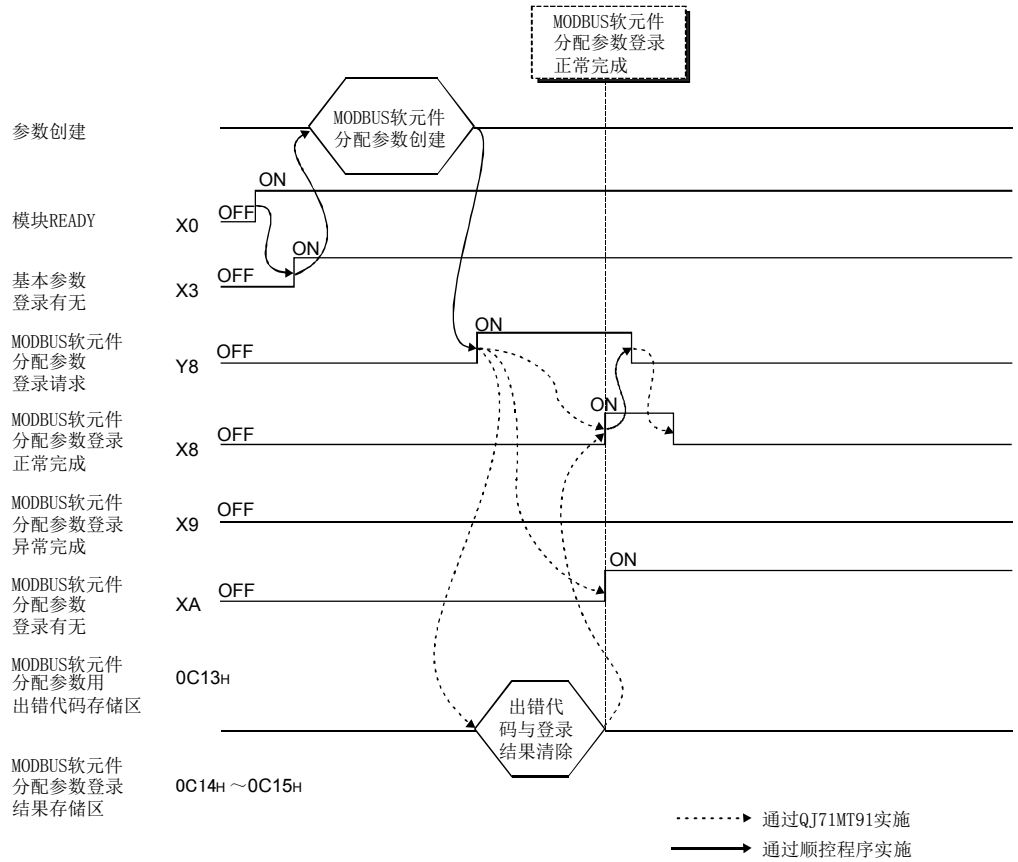 MODBUS软元件
分配参数登录
正常完成
参数创建
MODBUS软元件
分配参数创建
模块READY
X0
OFF
ON
基本参数
登录有无
X3
OFF
ON
MODBUS软元件
分配参数
登录请求
Y8
OFF
ON
MODBUS软元件
分配参数登录
正常完成
X8
OFF
ON
MODBUS软元件
分配参数登录
异常完成
X9
OFF
MODBUS软元件
分配参数
登录有无
XA
OFF
ON
MODBUS软元件
分配参数用
出错代码存储区
0C13H
出错代
码与登录
结果清除
MODBUS软元件
分配参数登录
结果存储区
0C14H～0C15H
通过QJ71MT91实施
通过顺控程序实施